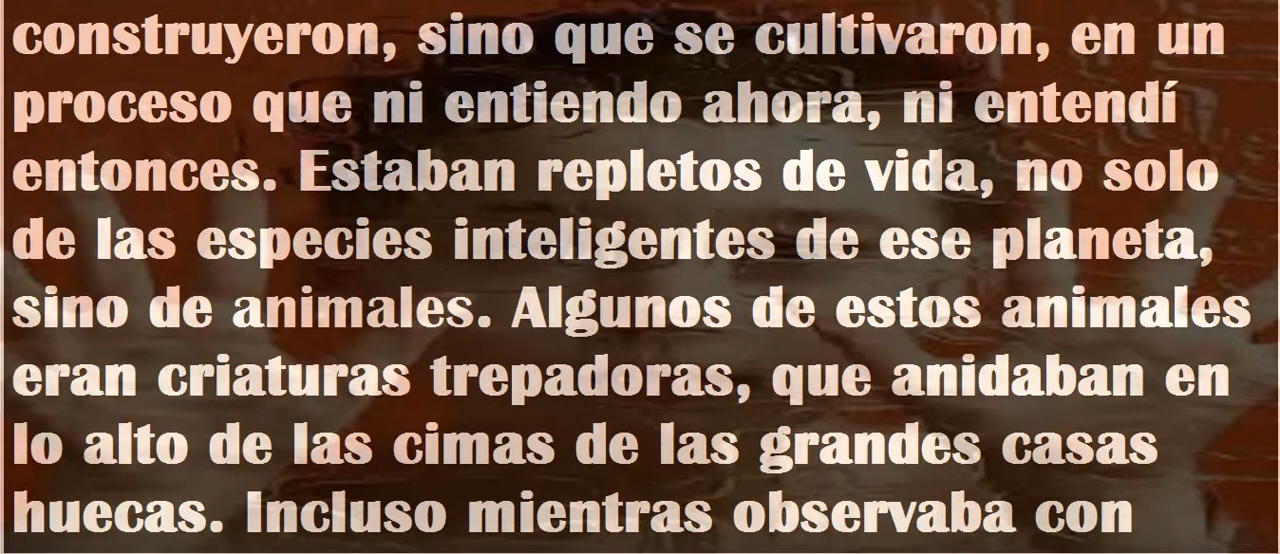 construyeron, sino que se cultivaron, en un
proceso que ni entiendo ahora, ni entendí
entonces. Estaban repletos de vida, no solo
de las especies inteligentes de ese planeta,
sino de animales. Algunos de estos animales
eran criaturas trepadoras, que anidaban en
lo alto de las cimas de las grandes casas
huecas. Incluso mientras observaba con